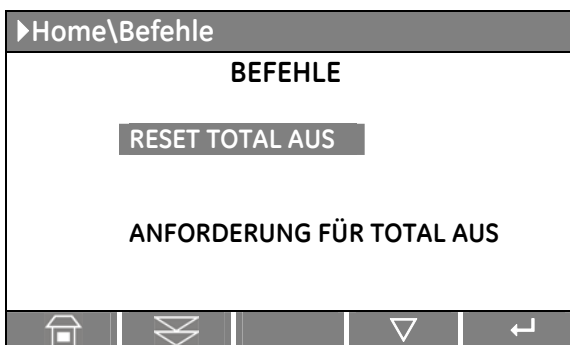 Home\Befehle
BEFEHLE
RESET TOTAL AUS
ANFORDERUNG FÜR TOTAL AUS